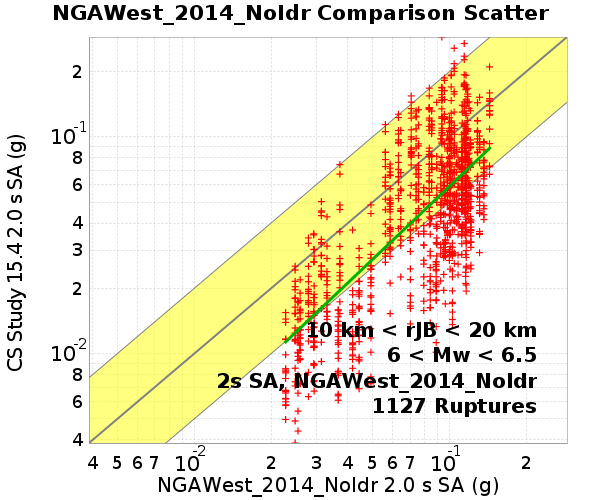 NGAWest_2014_NoIdr Comparison Scatter
CS Study 15.4 2.0 s SA (g)
2
10^-1
8
6
4
3
2
10^-2
8
6
4
10 km < rJB < 20 km
6 < Mw < 6.5
2s SA, NGAWest_2014_NoIdr
1127 Ruptures
4 5 6 7 10^-2 2 3 4 5 6 7 10^-1 2
NGAWest_2014_NoIdr 2.0 s SA (g)